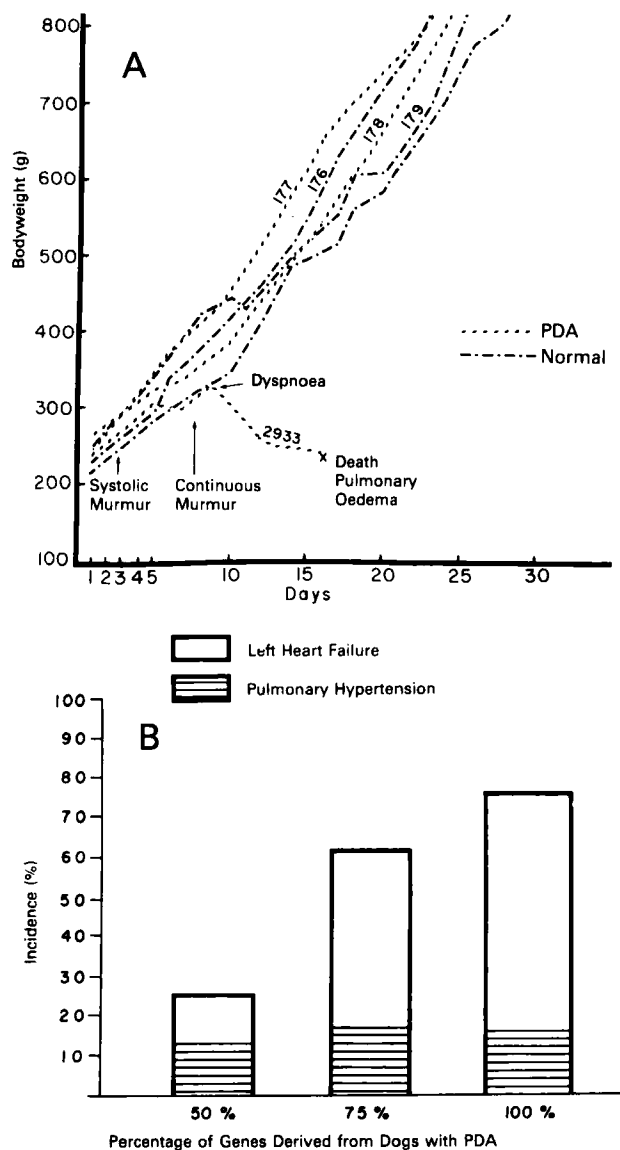 A
800
700
600
500
400
300
200
100
Bodyweight (g)
177
176
178
179
2933
PDA
Normal
Dyspnoea
Systolic
Murmur
Continuous
Murmur
x Death
Pulmonary
Oedema
1 2 3 4 5 10 15 20 25 30
Days
Left Heart Failure
Pulmonary Hypertension
B
100
90
80
70
60
50
40
30
20
10
Incidence (%)
50 % 75 % 100 %
Percentage of Genes Derived from Dogs with PDA